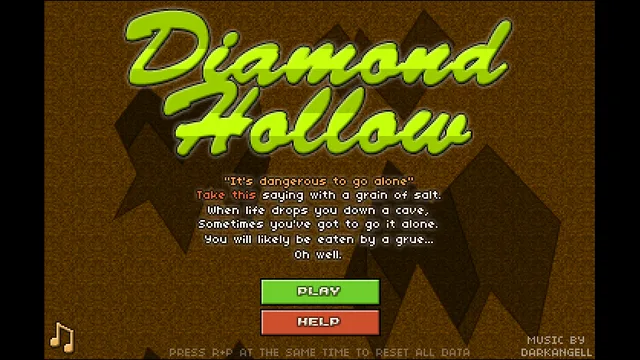 Diamond
Hollow
"It's dangerous to go alone"
Take this saying with a grain of salt.
When life drops you down a cave,
Sometimes you've got to go it alone.
You will likely be eaten by a grue...
Oh well.
PLAY
HELP
MUSIC BY
DARKANGELL
PRESS R+P AT THE SAME TIME TO RESET ALL DATA